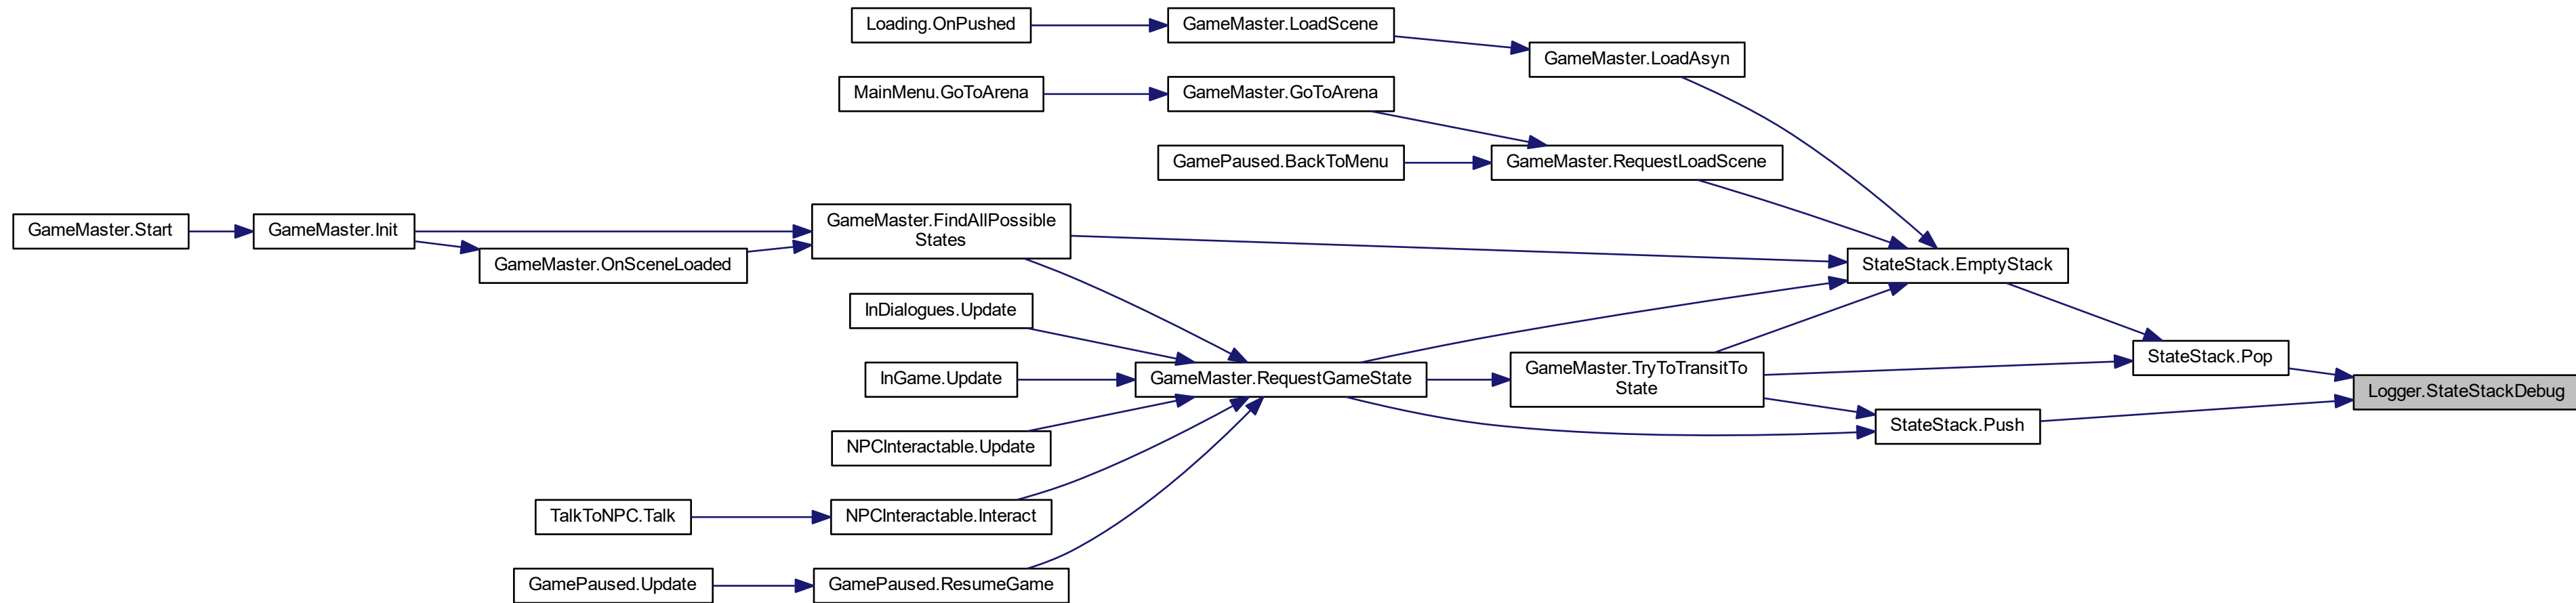 Loading.OnPushed
GameMaster.LoadScene
GameMaster.LoadAsyn
MainMenu.GoToArena
GameMaster.GoToArena
GamePaused.BackToMenu
GameMaster.RequestLoadScene
GameMaster.Start
GameMaster.Init
GameMaster.OnSceneLoaded
GameMaster.FindAllPossible
States
StateStack.EmptyStack
InDialogues.Update
InGame.Update
GameMaster.RequestGameState
GameMaster.TryToTransitTo
State
StateStack.Pop
Logger.StateStackDebug
StateStack.Push
NPCInteractable.Update
TalkToNPC.Talk
NPCInteractable.Interact
GamePaused.Update
GamePaused.ResumeGame